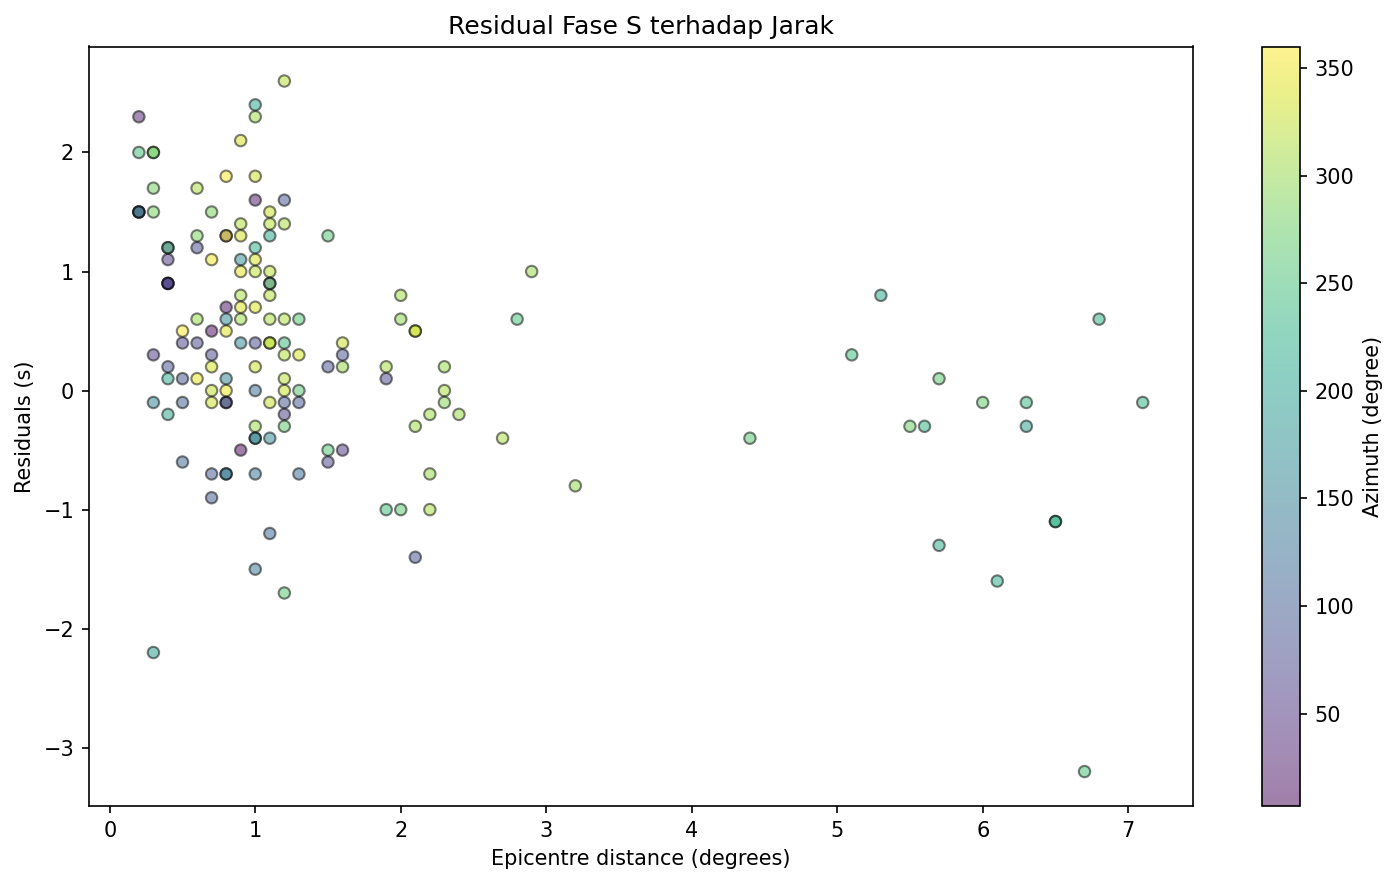 Residual Fase S terhadap Jarak
Residuals (s)
2
1
0
−1
−2
−3
0 1 2 3 4 5 6 7
Epicentre distance (degrees)
350
300
250
200
150
100
50
Azimuth (degree)